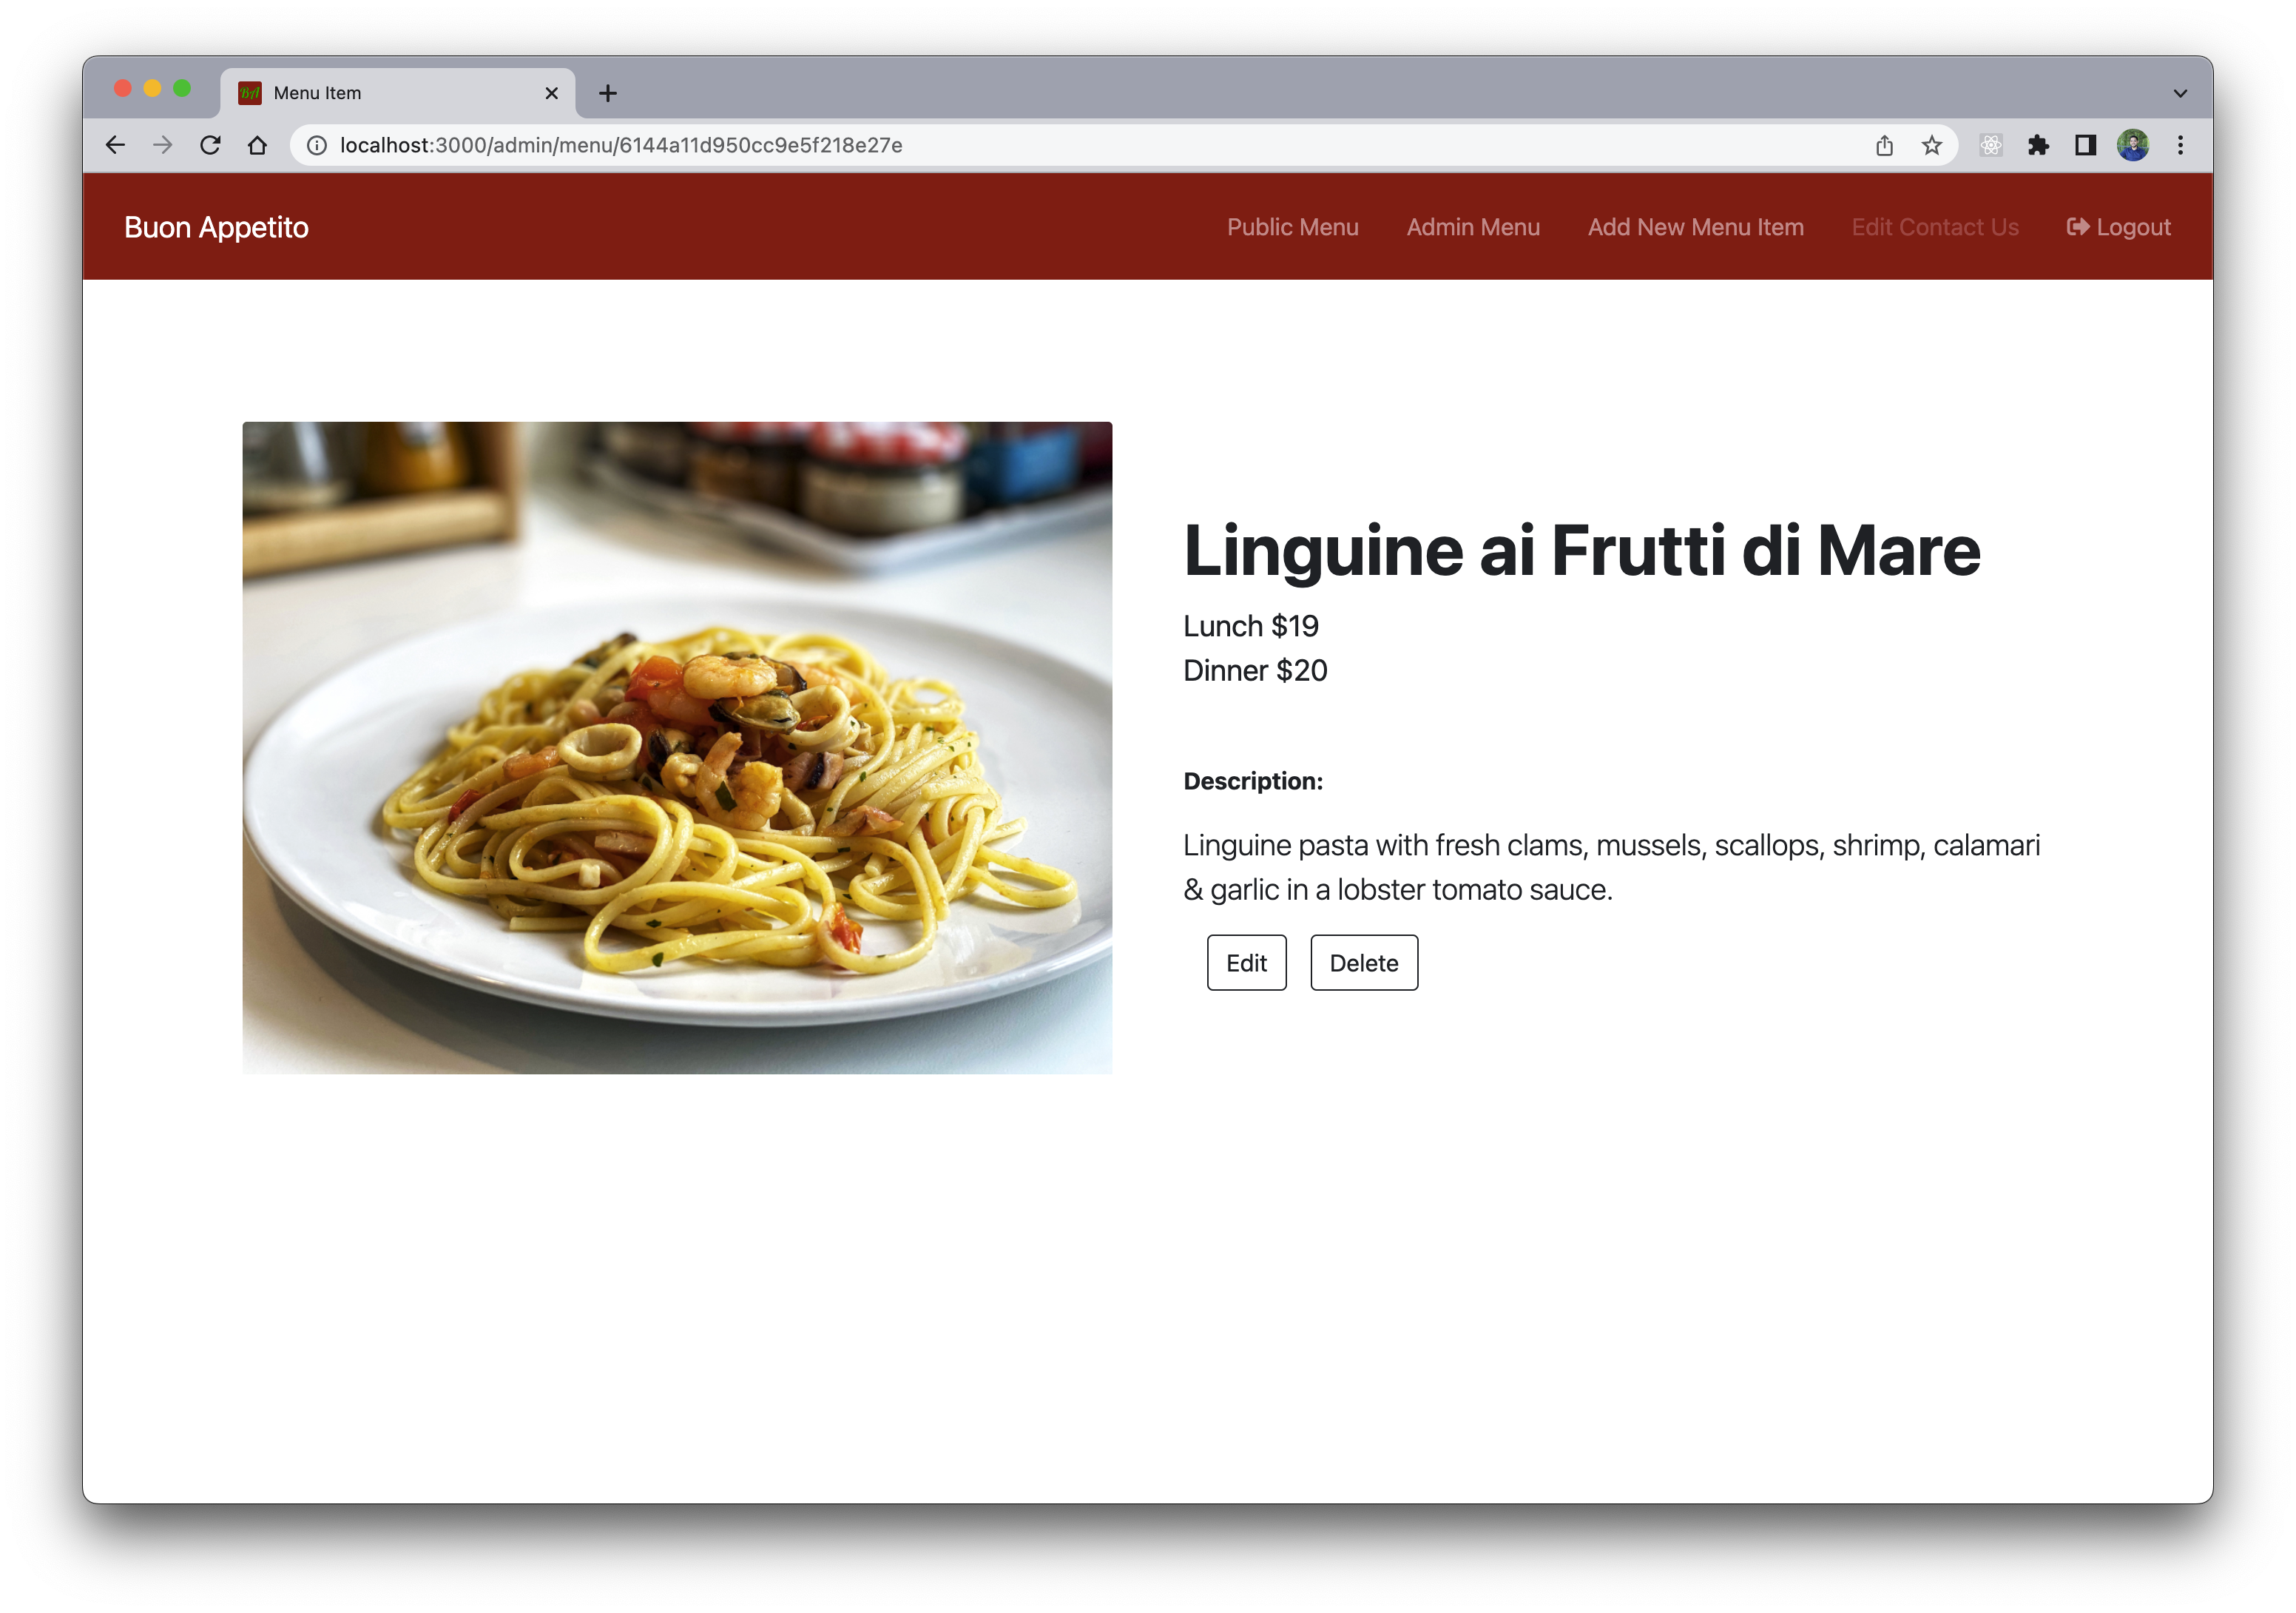 BA Menu Item
localhost:3000/admin/menu/6144a11d950cc9e5f218e27e
Buon Appetito Public Menu Admin Menu Add New Menu Item Edit Contact Us Logout
Linguine ai Frutti di Mare
Lunch $19
Dinner $20
Description:
Linguine pasta with fresh clams, mussels, scallops, shrimp, calamari
& garlic in a lobster tomato sauce.
Edit Delete